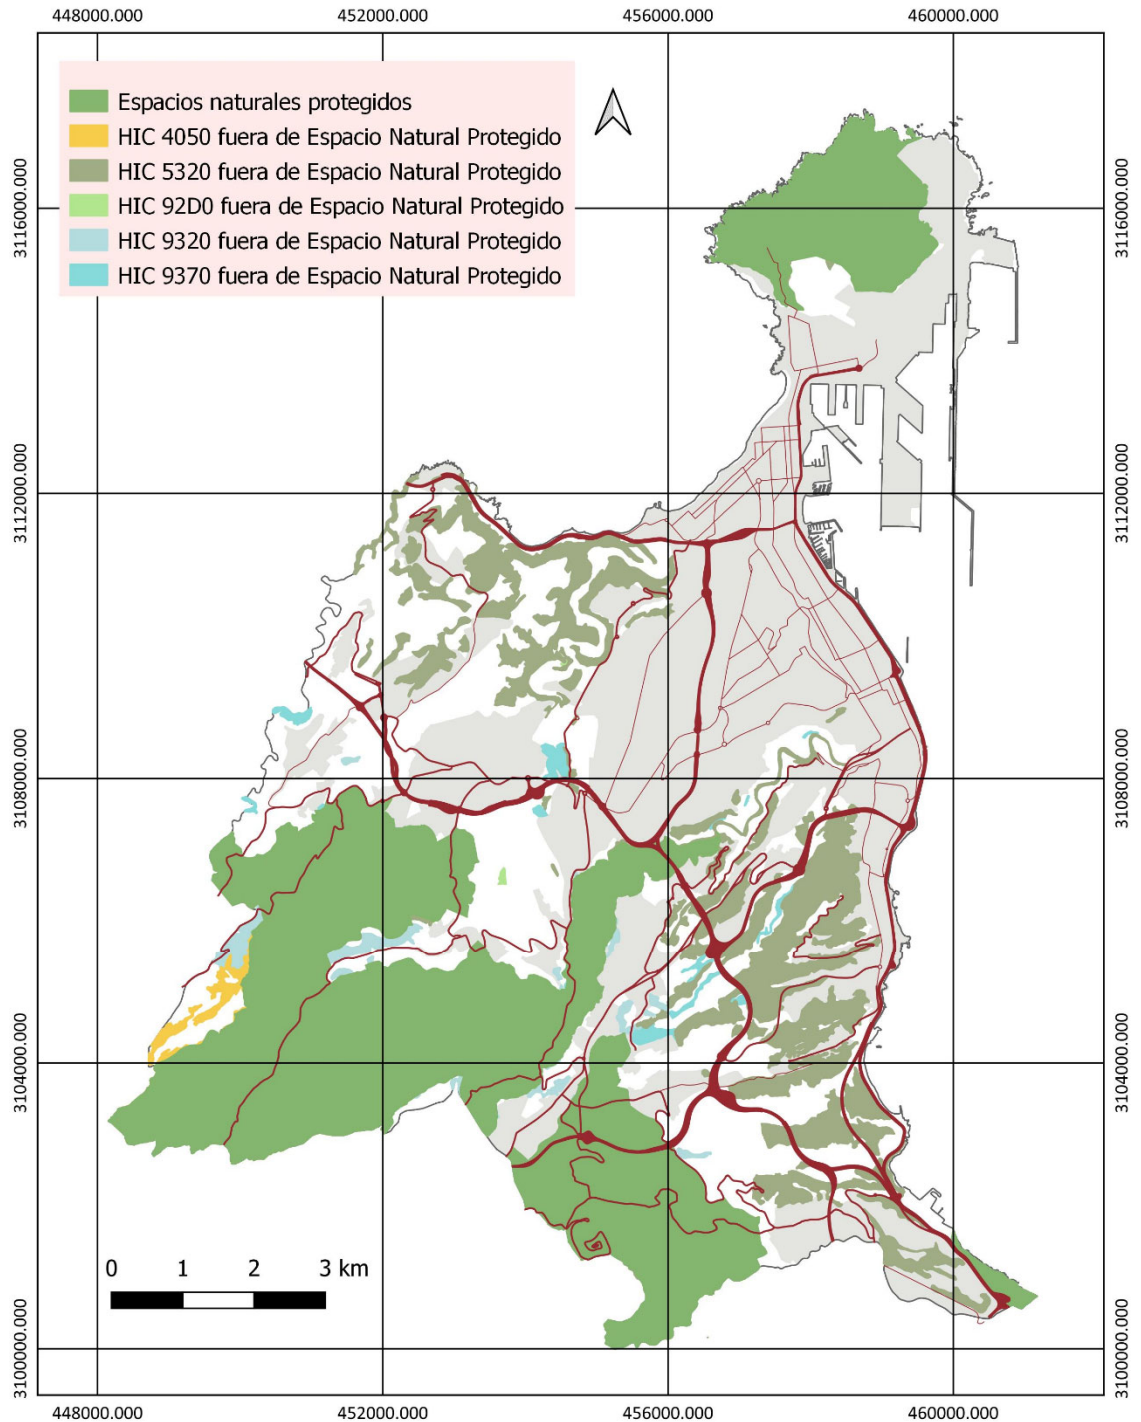 448000.000 452000.000 456000.000 460000.000
Espacios naturales protegidos
HIC 4050 fuera de Espacio Natural Protegido
HIC 5320 fuera de Espacio Natural Protegido
HIC 92D0 fuera de Espacio Natural Protegido
HIC 9320 fuera de Espacio Natural Protegido
HIC 9370 fuera de Espacio Natural Protegido
3116000.000 3116000.000
3112000.000 3112000.000
3108000.000 3108000.000
3104000.000 3104000.000
0 1 2 3 km
3100000.000 3100000.000
448000.000 452000.000 456000.000 460000.000